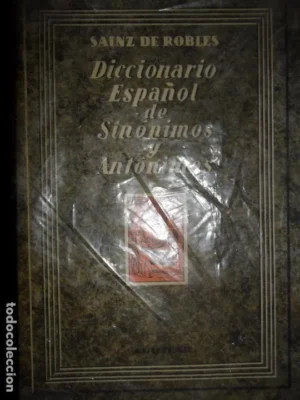 SAINZ DE ROBLES
Diccionario
Español
de
Sinónimos
y
todocoleccion